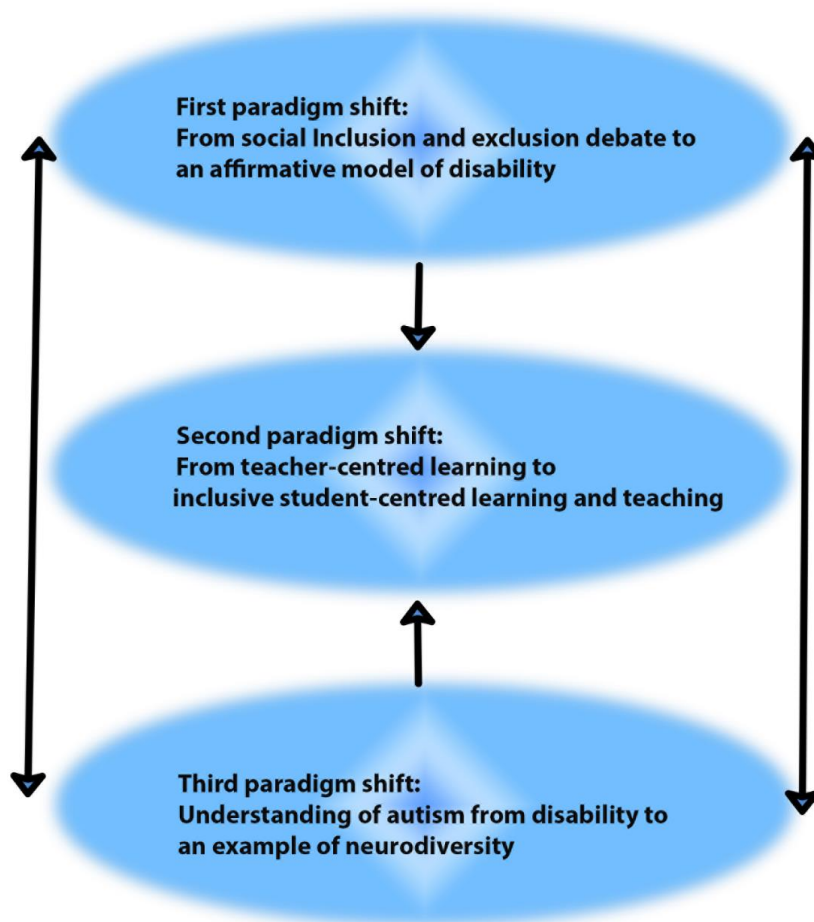 First paradigm shift:
From social Inclusion and exclusion debate to
an affirmative model of disability
Second paradigm shift:
From teacher-centred learning to
inclusive student-centred learning and teaching
Third paradigm shift:
Understanding of autism from disability to
an example of neurodiversity